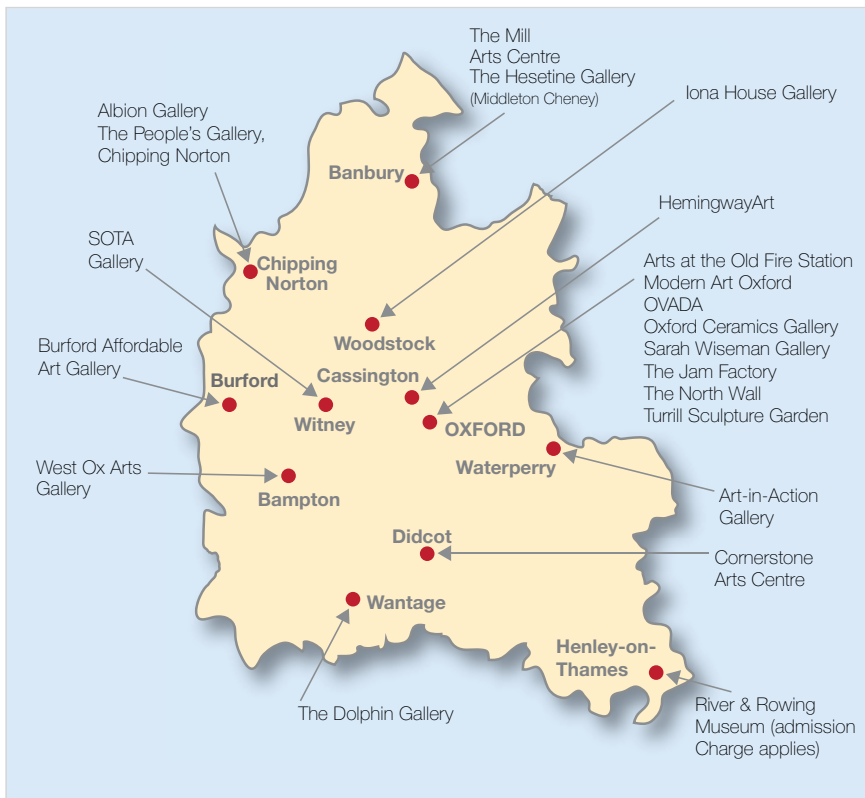 The Mill
Arts Centre
The Hesetine Gallery
(Middleton Cheney)
Iona House Gallery
Albion Gallery
The People's Gallery,
Chipping Norton
Banbury
HemingwayArt
SOTA
Gallery
Chipping
Norton
Arts at the Old Fire Station
Modern Art Oxford
OVADA
Oxford Ceramics Gallery
Sarah Wiseman Gallery
The Jam Factory
The North Wall
Turrill Sculpture Garden
Woodstock
Burford Affordable
Art Gallery
Burford
Cassington
Witney
OXFORD
Waterperry
West Ox Arts
Gallery
Bampton
Art-in-Action
Gallery
Didcot
Cornerstone
Arts Centre
Wantage
Henley-on-
Thames
The Dolphin Gallery
River & Rowing
Museum (admission
Charge applies)